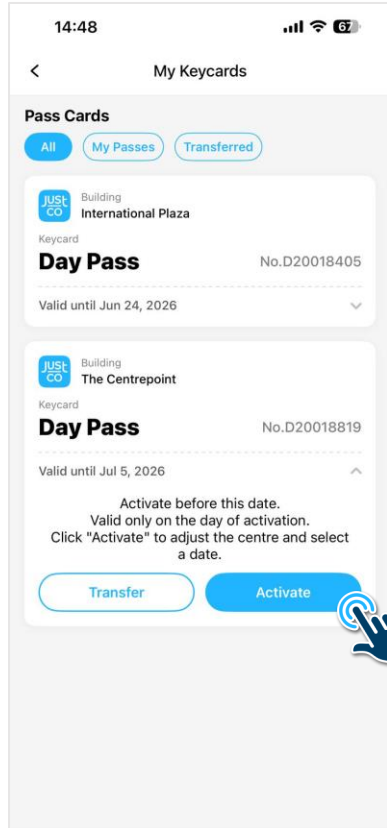 14:48
67
My Keycards
Pass Cards
All
My Passes
Transferred
JUST
CO
Building
International Plaza
Keycard
Day Pass
No.D20018405
Valid until Jun 24, 2026
JUST
CO
Building
The Centrepoint
Keycard
Day Pass
No.D20018819
Valid until Jul 5, 2026
Activate before this date.
Valid only on the day of activation.
Click "Activate" to adjust the centre and select
a date.
Transfer
Activate